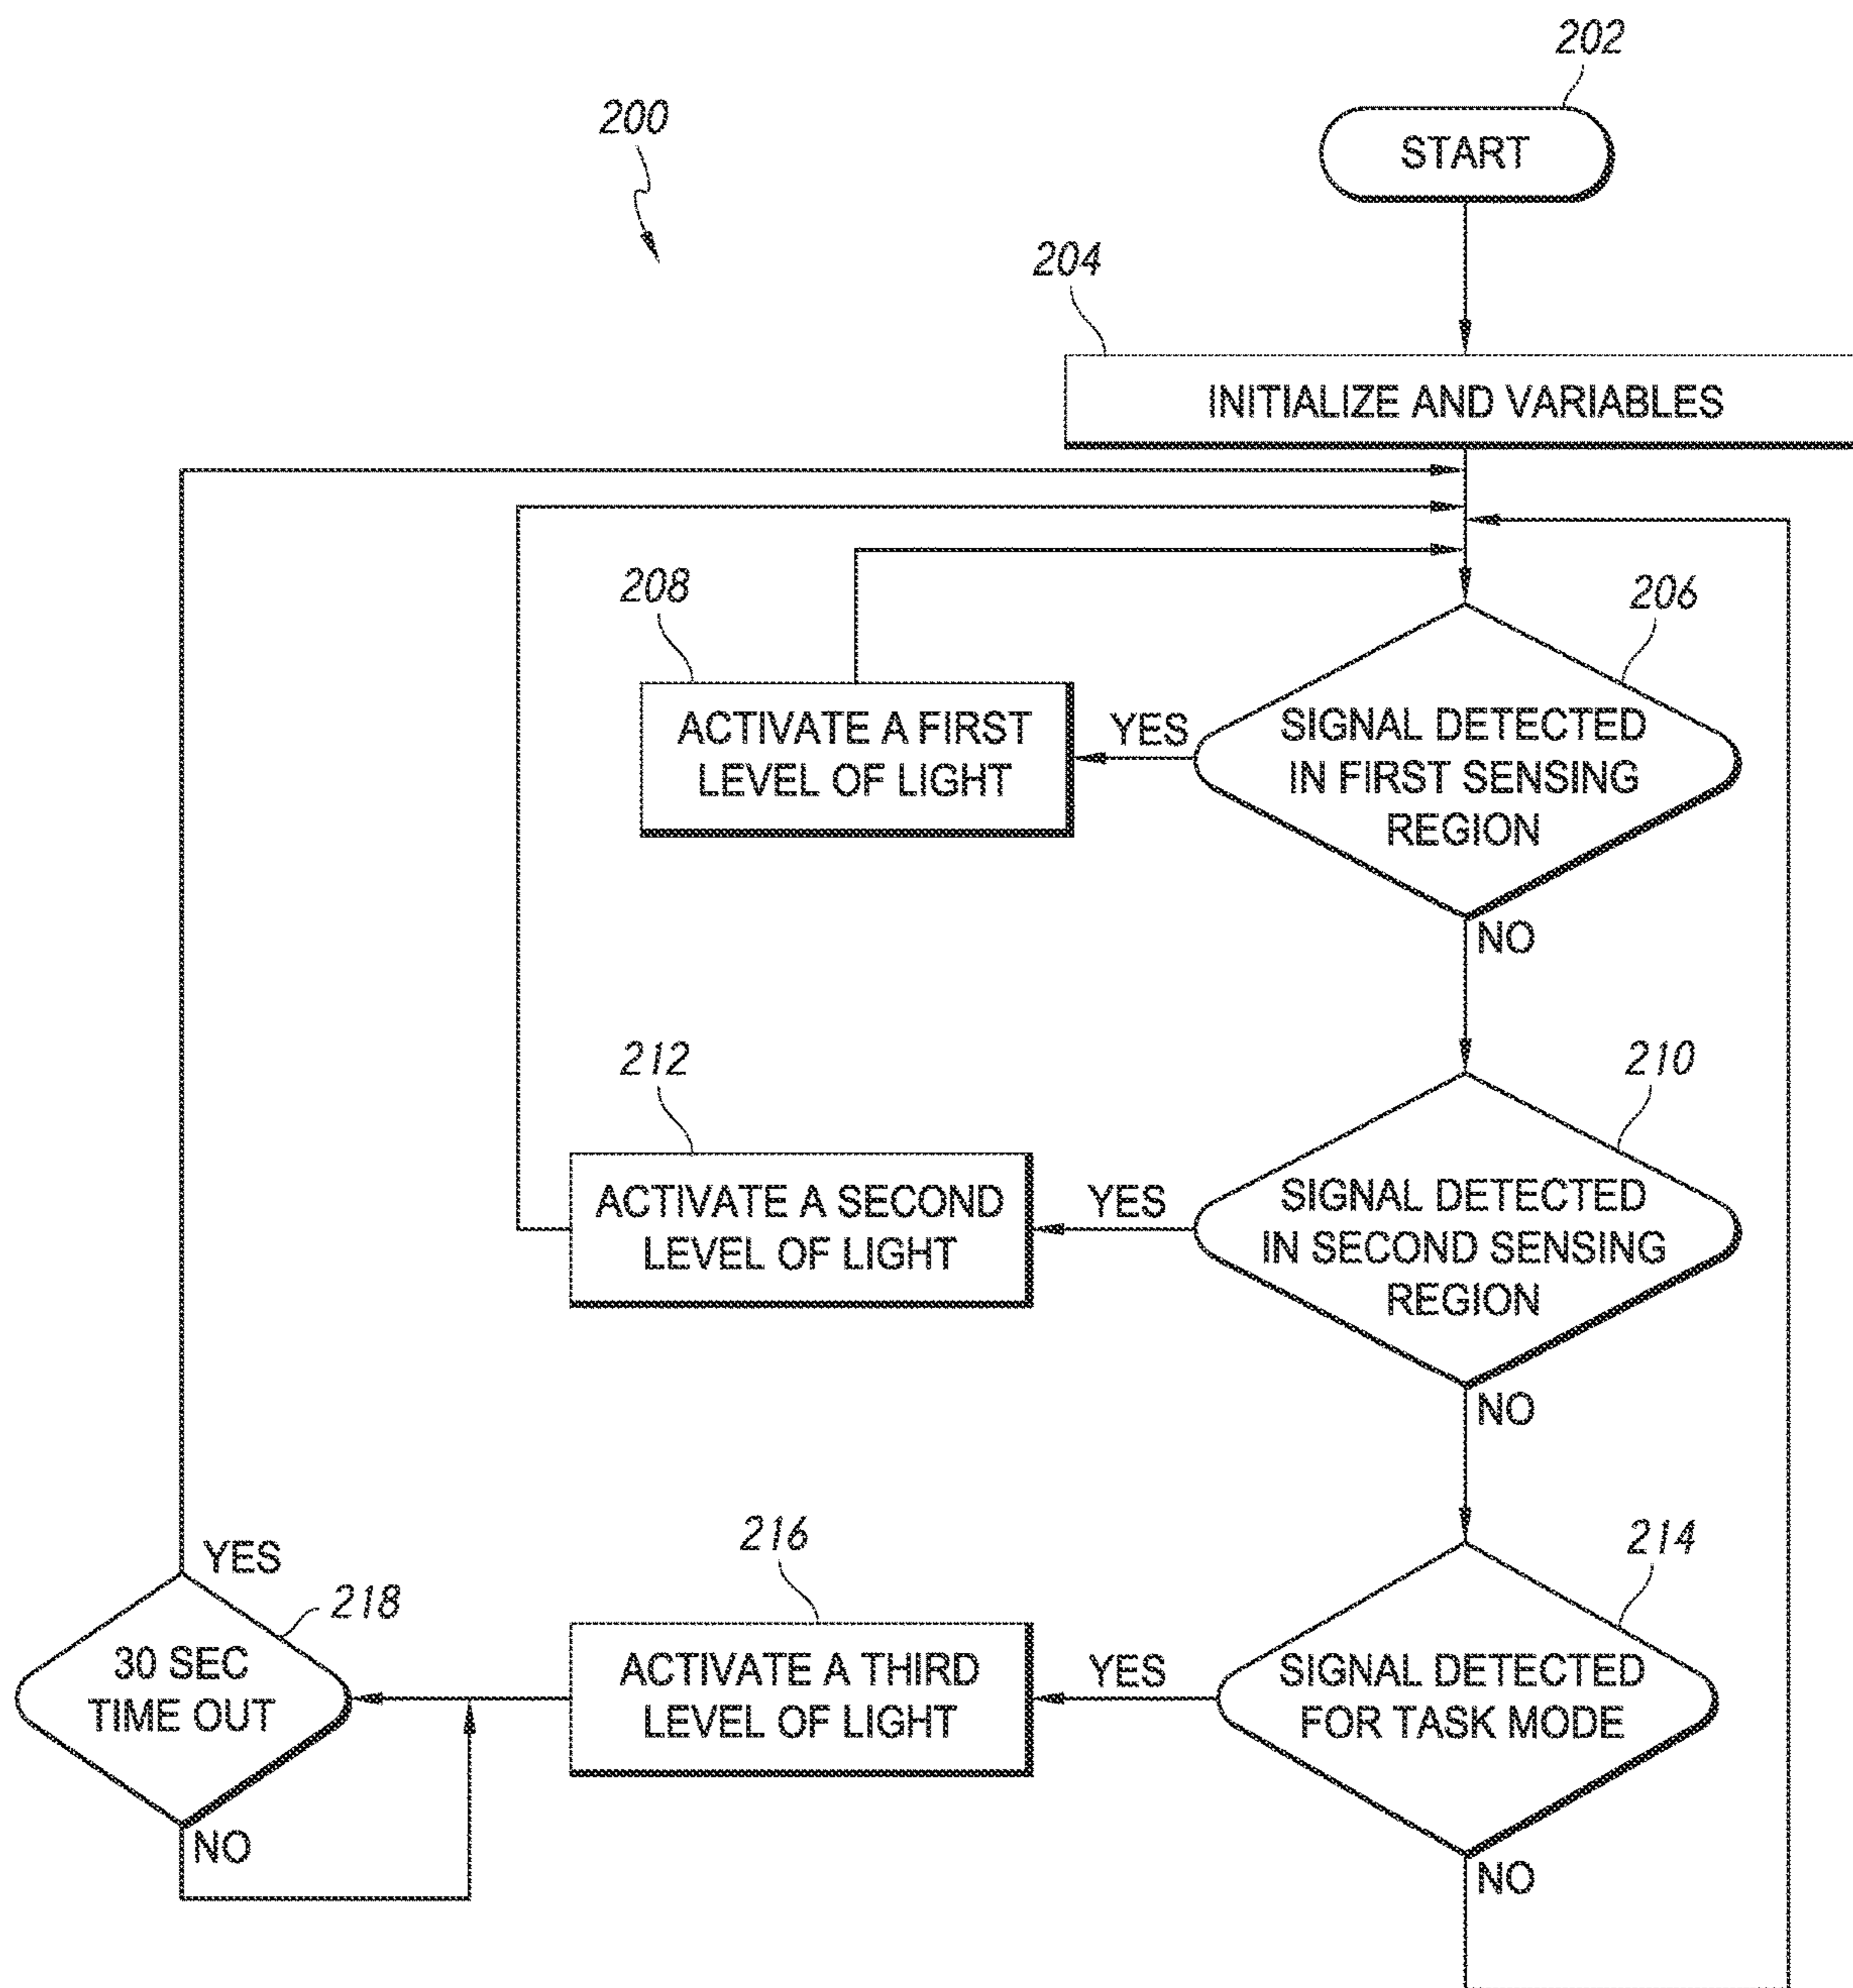 202
200
START
204
INITIALIZE AND VARIABLES
208
206
ACTIVATE A FIRST
LEVEL OF LIGHT
YES
SIGNAL DETECTED
IN FIRST SENSING
REGION
NO
212
210
ACTIVATE A SECOND
LEVEL OF LIGHT
YES
SIGNAL DETECTED
IN SECOND SENSING
REGION
NO
216
214
YES
218
30 SEC
TIME OUT
NO
ACTIVATE A THIRD
LEVEL OF LIGHT
YES
SIGNAL DETECTED
FOR TASK MODE
NO